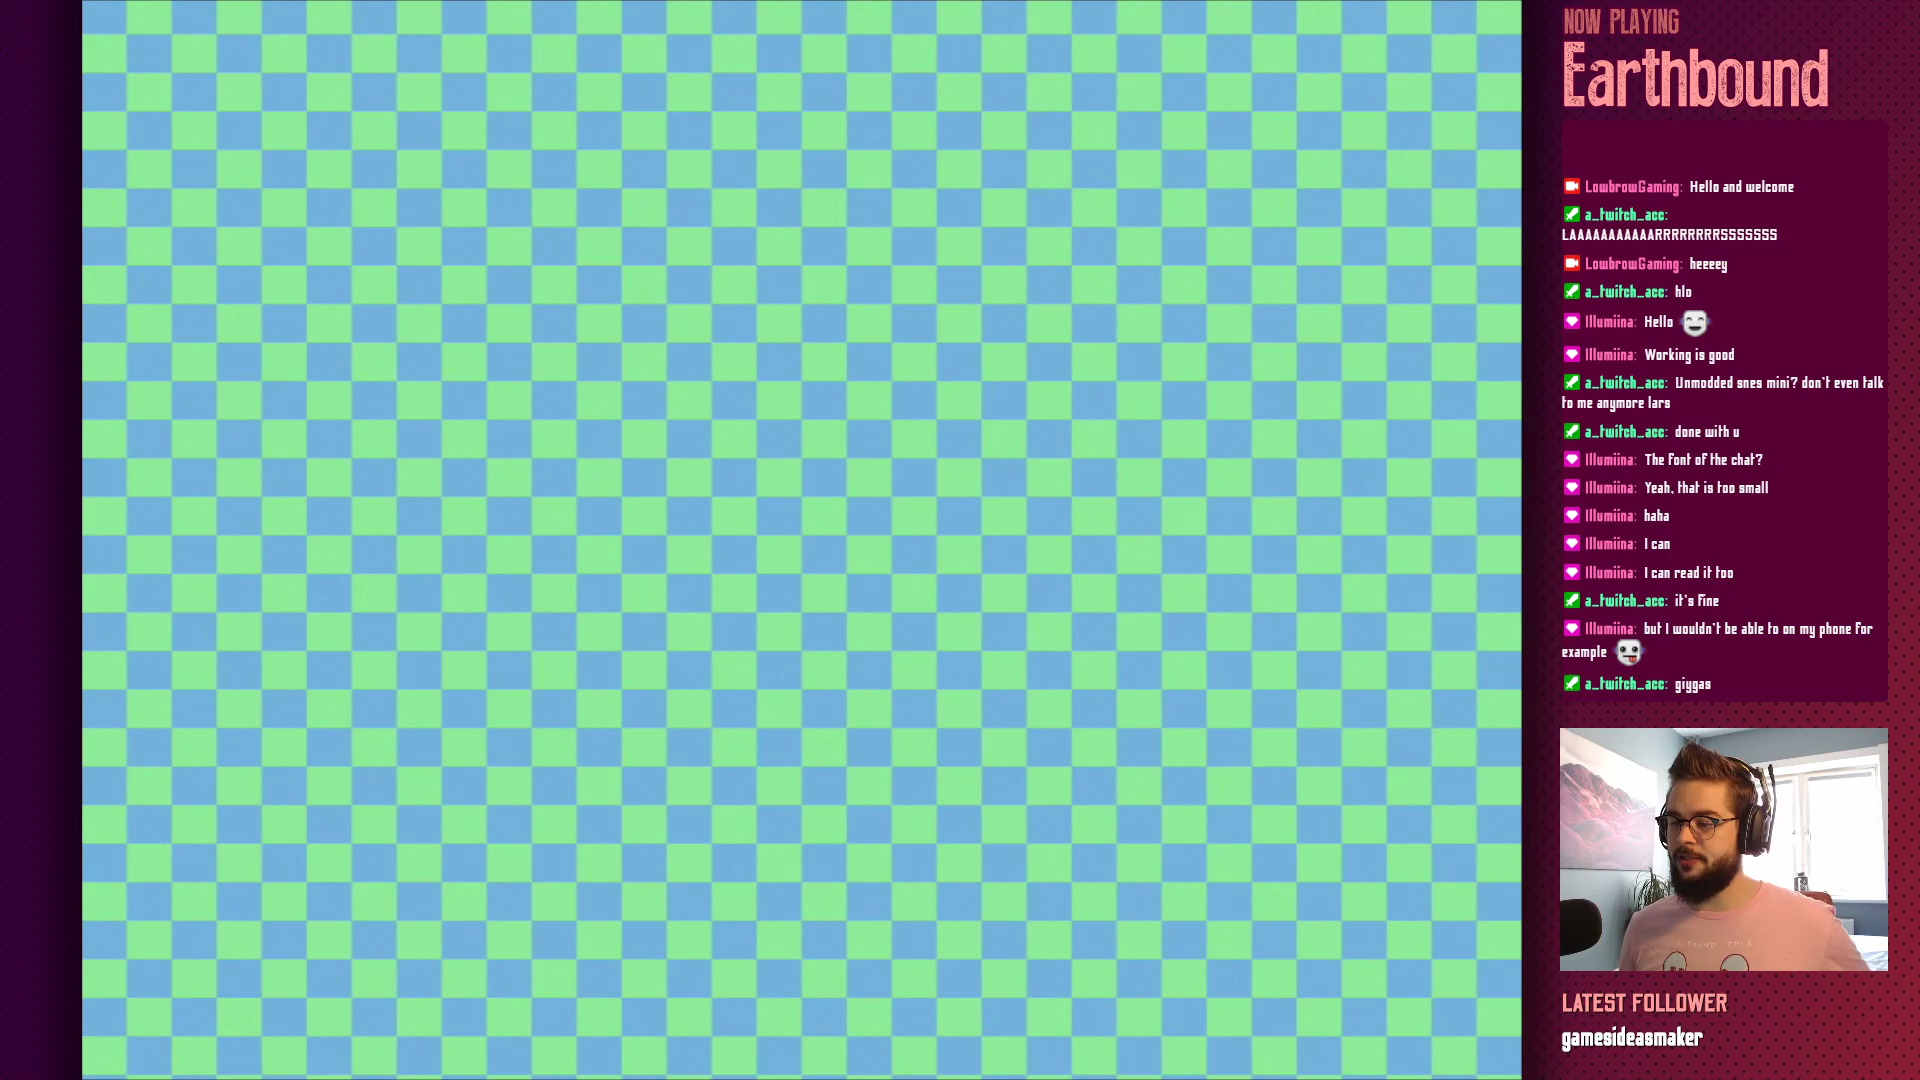 NOW PLAYING
Earthbound
LowbrowGaming: Hello and welcome
a_twitch_acc:
LAAAAAAAAAAARRRRRRRRSSSSSSS
LowbrowGaming: heeeey
a_twitch_acc: hlo
Illumiina: Hello
Illumiina: Working is good
a_twitch_acc: Unmodded snes mini? don't even talk
to me anymore lars
a_twitch_acc: done with u
Illumiina: The font of the chat?
Illumiina: Yeah, that is too small
Illumiina: haha
Illumiina: I can
Illumiina: I can read it too
a_twitch_acc: it's fine
Illumiina: but I wouldn't be able to on my phone for
example
a_twitch_acc: giygas
I FOUND THIS
LATEST FOLLOWER
gamesideasmaker